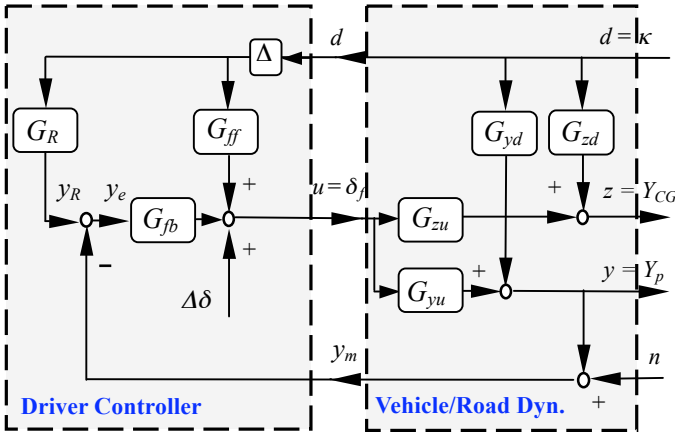 d
d = κ
Δ
G_R
G_ff
G_yd
G_zd
y_R
y_e
+
u = δ_f
+
z = Y_CG
G_fb
G_zu
+
+
y = Y_p
−
Δδ
G_yu
y_m
n
+
Driver Controller
Vehicle/Road Dyn.